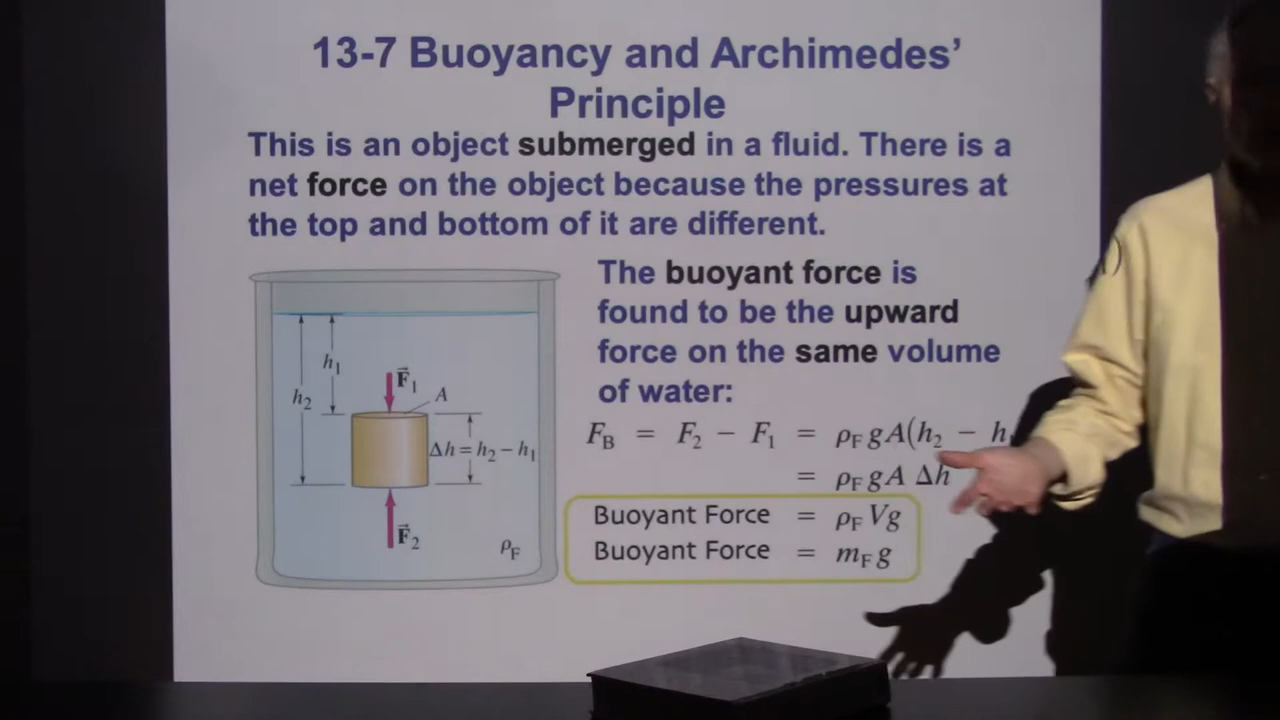 13-7 Buoyancy and Archimedes’
Principle
This is an object submerged in a fluid. There is a
net force on the object because the pressures at
the top and bottom of it are different.
The buoyant force is
found to be the upward
force on the same volume
of water:
h₁
h₂
F⃗₁
A
Δh = h₂ − h₁
F⃗₂
ρF
FB = F₂ − F₁ = ρF gA(h₂ − h
= ρF gA Δh
Buoyant Force = ρF Vg
Buoyant Force = mF g